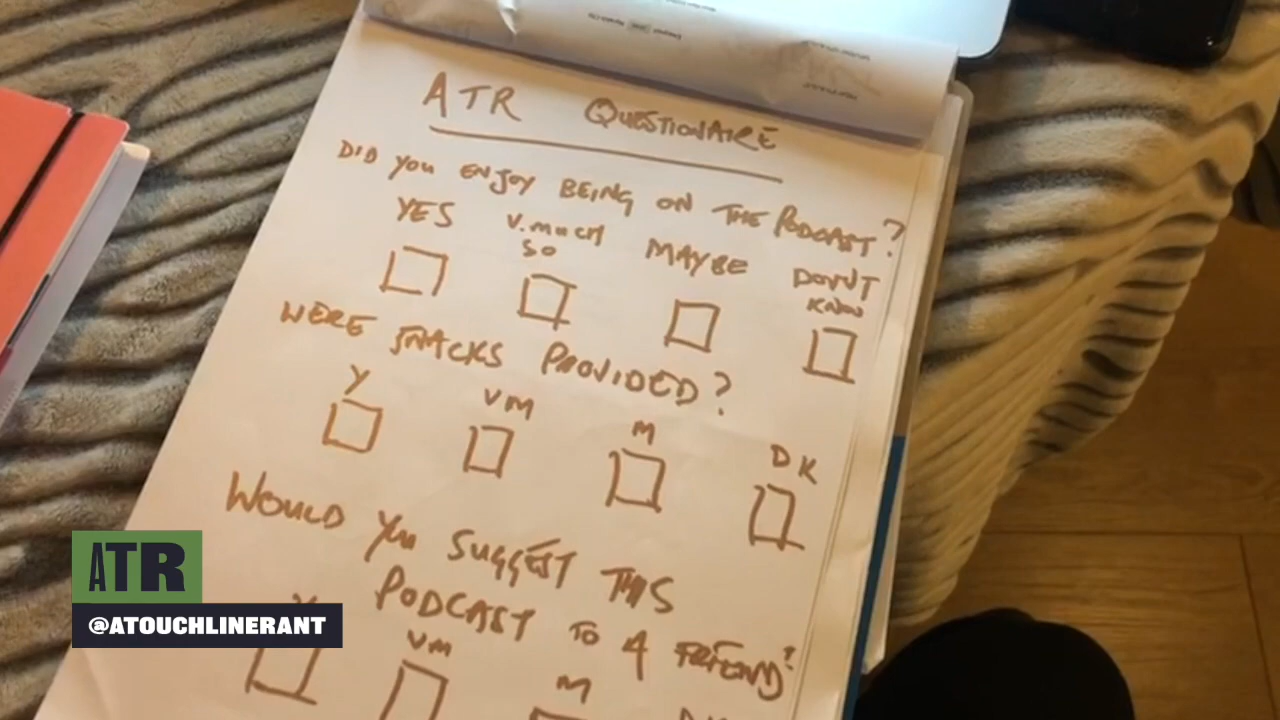 ATR QUESTIONAIRE
DID YOU ENJOY BEING ON THE PODCAST?
YES V.MUCH SO MAYBE DON'T KNOW
WERE SNACKS PROVIDED?
Y VM M DK
WOULD YOU SUGGEST THIS
PODCAST TO A FRIEND?
Y VM M DK
ATR
@ATOUCHLINERANT